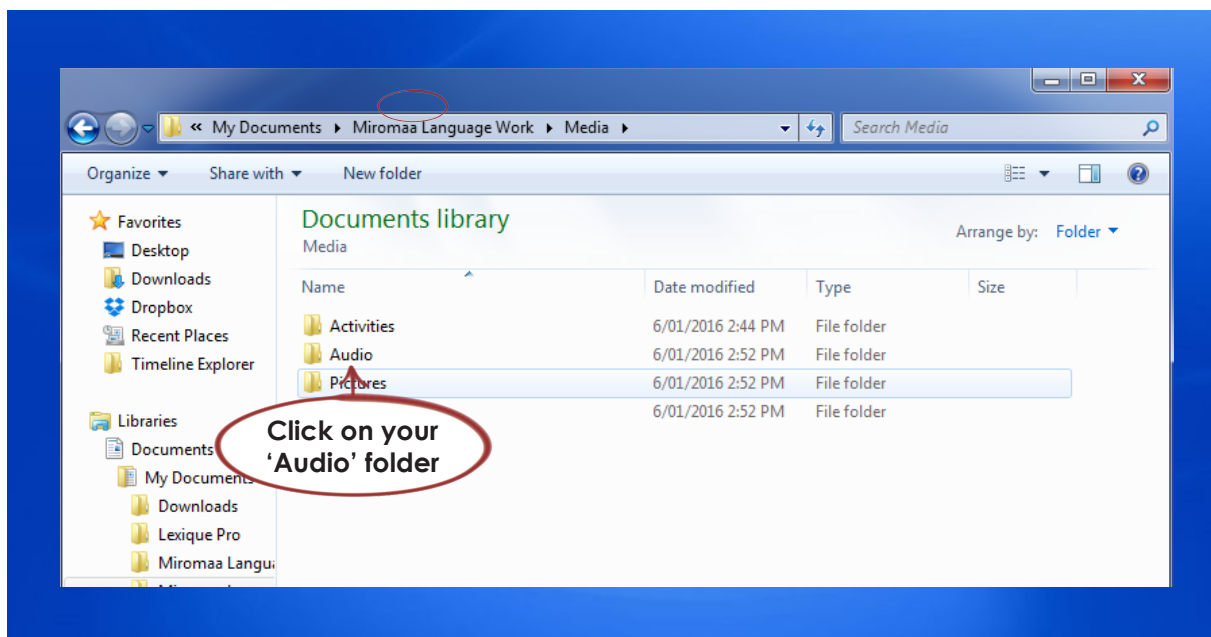 « My Documents ▸ Miromaa Language Work ▸ Media ▸
Search Media
Organize ▾ Share with ▾ New folder
Favorites
Desktop
Downloads
Dropbox
Recent Places
Timeline Explorer
Libraries
Documents
My Documents
Downloads
Lexique Pro
Miromaa Langu
Documents library
Media
Arrange by: Folder ▾
Name Date modified Type Size
Activities 6/01/2016 2:44 PM File folder
Audio 6/01/2016 2:52 PM File folder
Pictures 6/01/2016 2:52 PM File folder
6/01/2016 2:52 PM File folder
Click on your
‘Audio’ folder